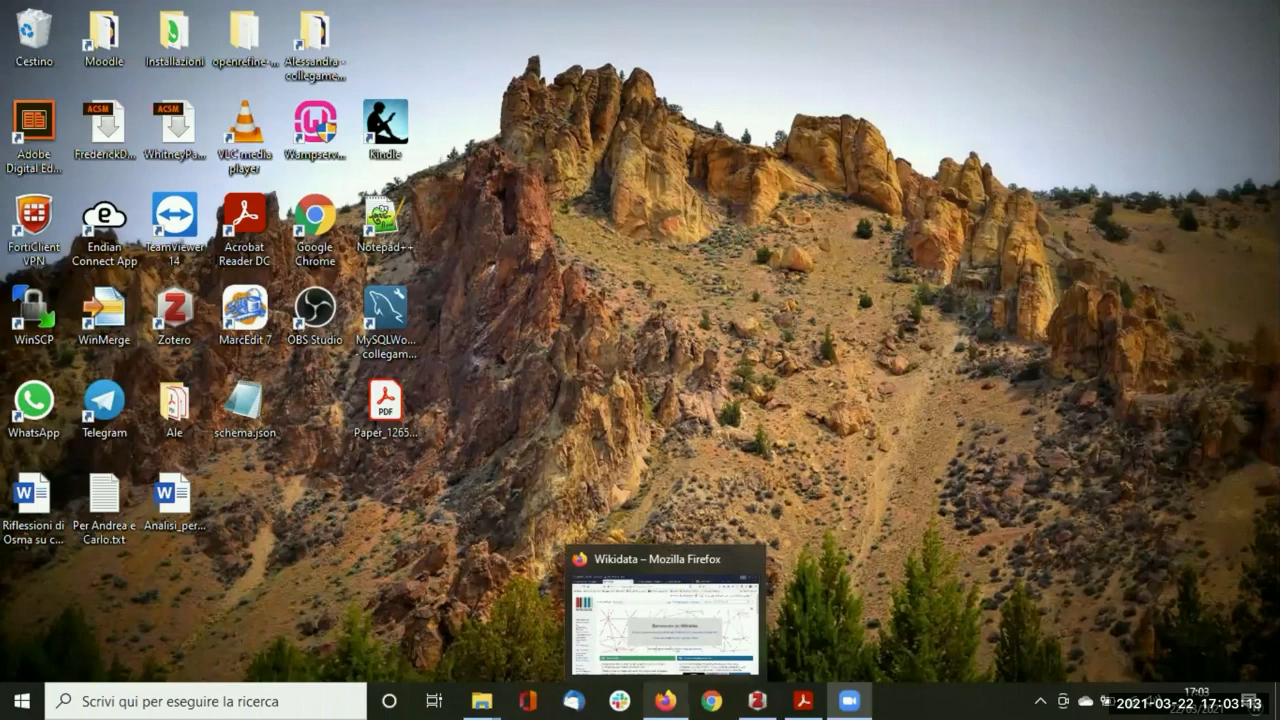 Cestino
Moodle
Installazioni
openrefine-...
Alessandra -
collegame...
Adobe
Digital Ed...
ACSM
FrederickD...
ACSM
WhitneyPa...
VLC media
player
Wampserv...
Kindle
FortiClient
VPN
Endian
Connect App
TeamViewer
14
Acrobat
Reader DC
Google
Chrome
Notepad++
WinSCP
WinMerge
Zotero
MarcEdit 7
OBS Studio
MySQLWo...
- collegam...
WhatsApp
Telegram
Ale
schema.json
PDF
Paper_1265...
Riflessioni di
Osma su c...
Per Andrea e
Carlo.txt
Analisi_per...
Wikidata – Mozilla Firefox
Scrivi qui per eseguire la ricerca
17:03
2021-03-22 17:03:13